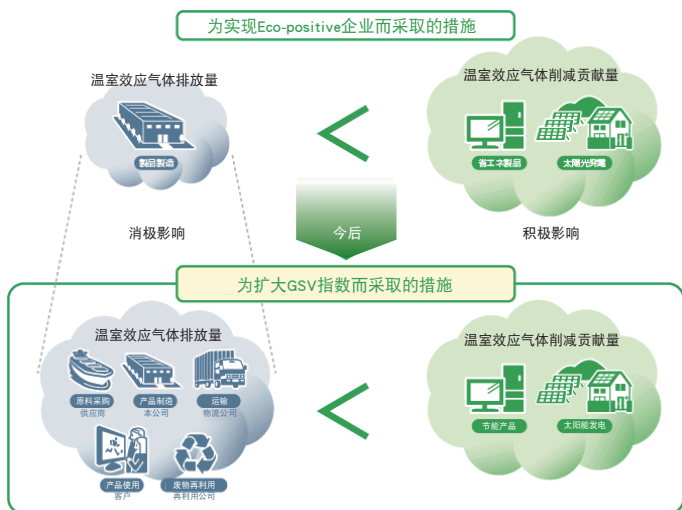 为实现Eco-positive企业而采取的措施
温室效应气体排放量
温室效应气体削减贡献量
製品製造
省エネ製品
太陽光発電
消极影响
今后
积极影响
为扩大GSV指数而采取的措施
温室效应气体排放量
温室效应气体削减贡献量
原料采购
供应商
产品制造
本公司
运输
物流公司
节能产品
太阳能发电
产品使用
客户
废物再利用
再利用公司